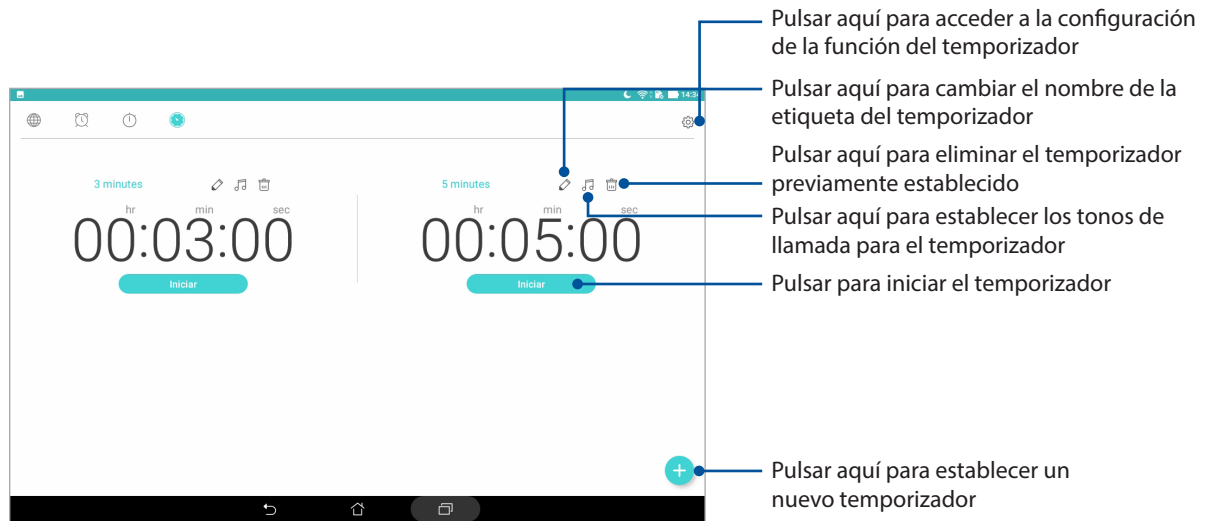 Pulsar aquí para acceder a la configuración
de la función del temporizador
14:34
Pulsar aquí para cambiar el nombre de la
etiqueta del temporizador
Pulsar aquí para eliminar el temporizador
previamente establecido
3 minutes
5 minutes
hr min sec
hr min sec
00:03:00
00:05:00
Pulsar aquí para establecer los tonos de
llamada para el temporizador
Iniciar
Iniciar
Pulsar para iniciar el temporizador
Pulsar aquí para establecer un
nuevo temporizador